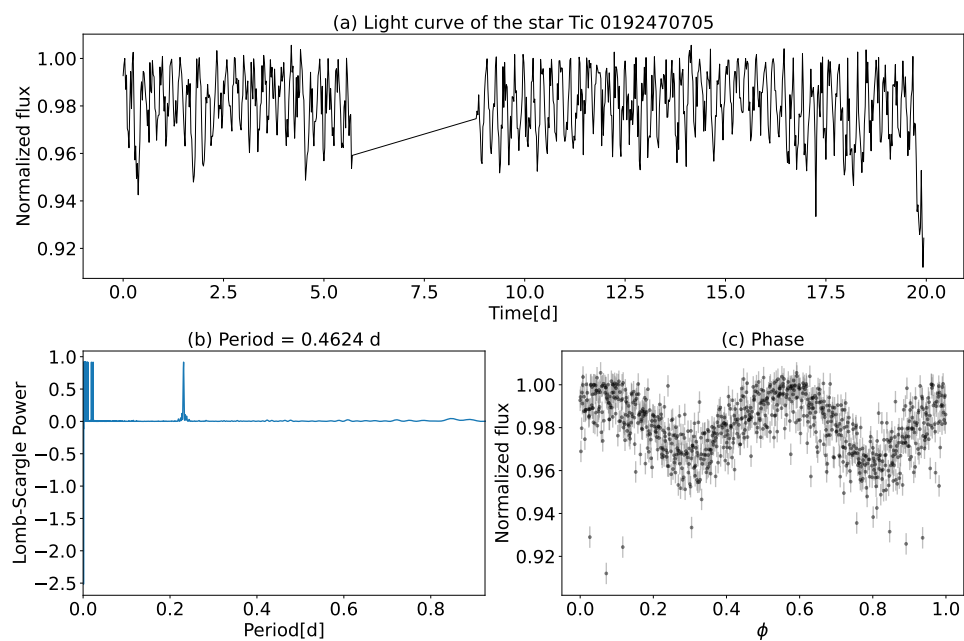 (a) Light curve of the star Tic 0192470705
Normalized flux
1.00
0.98
0.96
0.94
0.92
0.0 2.5 5.0 7.5 10.0 12.5 15.0 17.5 20.0
Time[d]
(b) Period = 0.4624 d
Lomb-Scargle Power
1.0
0.5
0.0
−0.5
−1.0
−1.5
−2.0
−2.5
0.0 0.2 0.4 0.6 0.8
Period[d]
(c) Phase
Normalized flux
1.00
0.98
0.96
0.94
0.92
0.0 0.2 0.4 0.6 0.8 1.0
ϕ